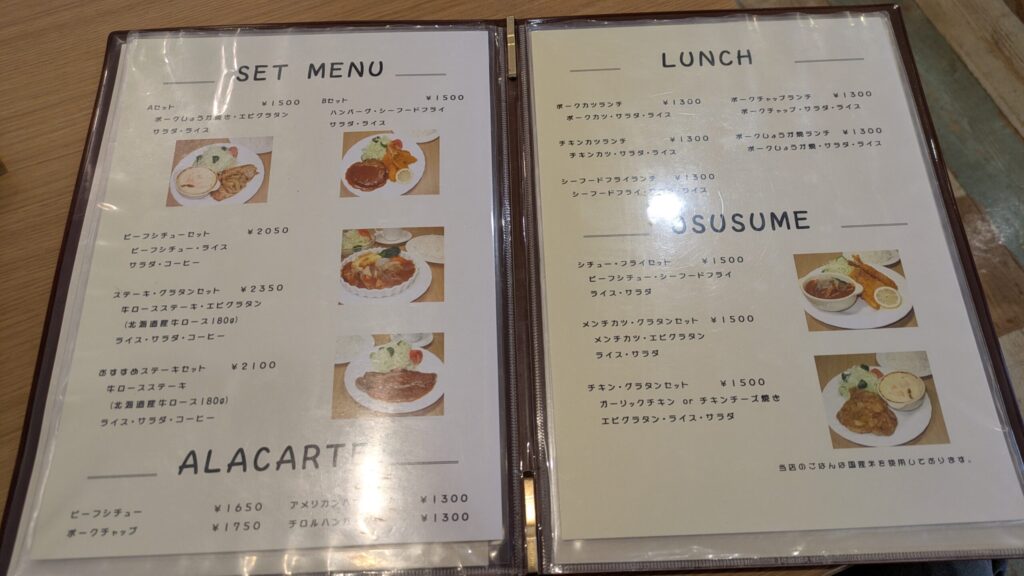 SET MENU
Aセット ¥1500
ポークしょうが焼き・エビグラタン
サラダ・ライス
Bセット ¥1500
ハンバーグ・シーフードフライ
サラダ・ライス
ビーフシチューセット ¥2050
ビーフシチュー・ライス
サラダ・コーヒー
ステーキ・グラタンセット ¥2350
牛ロースステーキ・エビグラタン
(北海道産牛ロース180g)
ライス・サラダ・コーヒー
おすすめステーキセット ¥2100
牛ロースステーキ
(北海道産牛ロース180g)
ライス・サラダ・コーヒー
ALACARTE
ビーフシチュー ¥1650
ポークチャップ ¥1750
¥1300
¥1300
LUNCH
ポークカツランチ ¥1300
ポークカツ・サラダ・ライス
チキンカツランチ ¥1300
チキンカツ・サラダ・ライス
シーフードフライランチ ¥1300
シーフードフライ・ ・ライス
ポークチャップランチ ¥1300
ポークチャップ・サラダ・ライス
ポークしょうが焼ランチ ¥1300
ポークしょうが焼・サラダ・ライス
OSUSUME
シチュー・フライセット ¥1500
ビーフシチュー・シーフードフライ
ライス・サラダ
メンチカツ・グラタンセット ¥1500
メンチカツ・エビグラタン
ライス・サラダ
チキン・グラタンセット ¥1500
ガーリックチキン or チキンチーズ焼き
エビグラタン・ライス・サラダ
当店のごはんは国産米を使用しております。